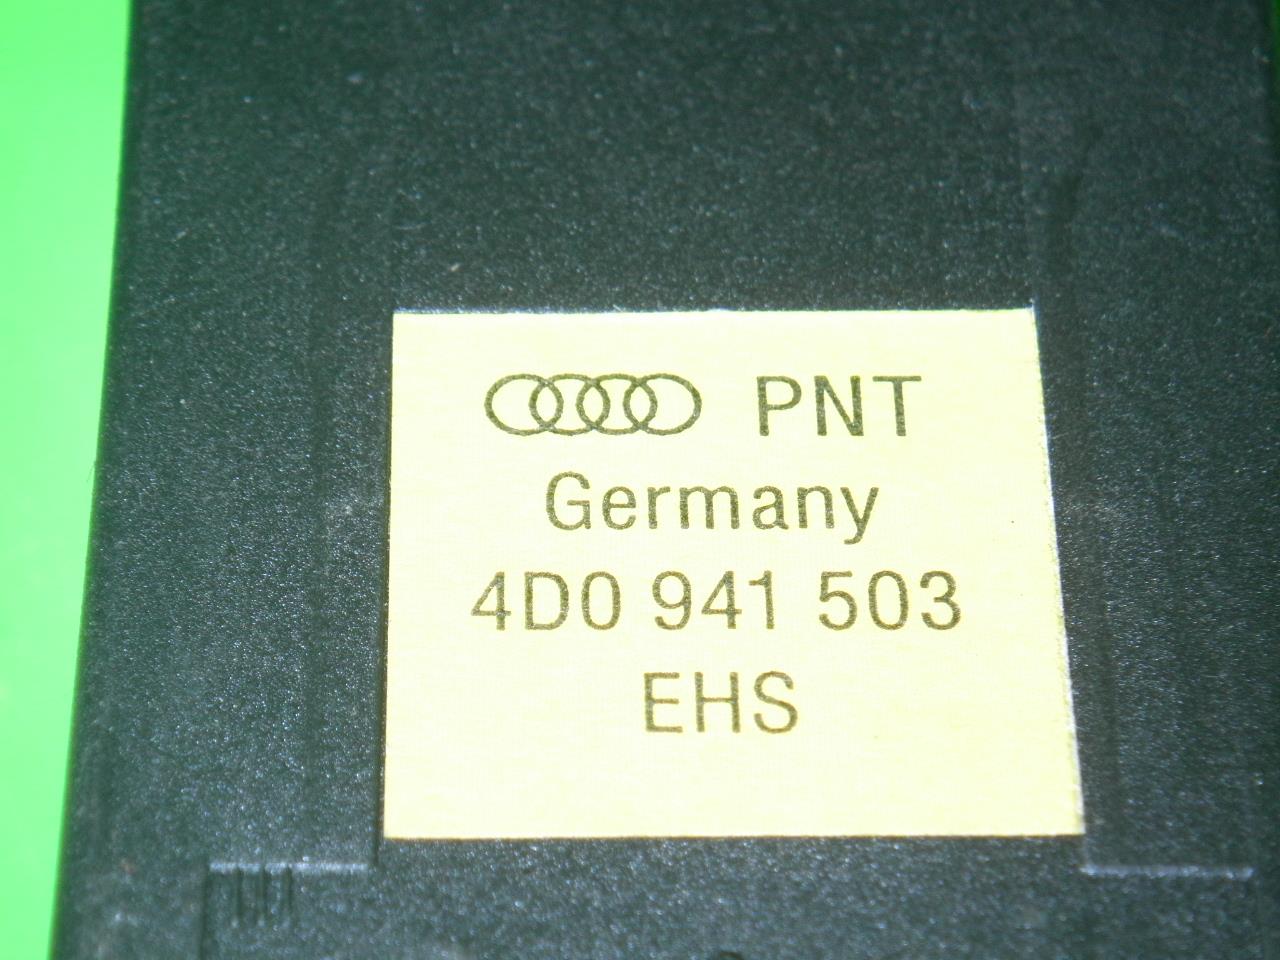 PNT
Germany
4D0 941 503
EHS